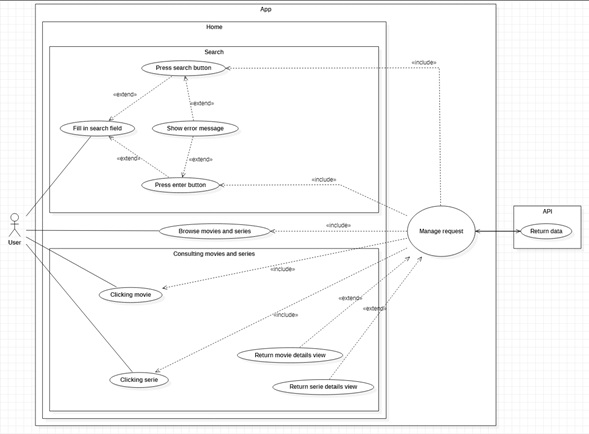 App
Home
Search
Press search button
«include»
«extend»
«extend»
Fill in search field
Show error message
«extend»
«extend»
Press enter button
«include»
API
User
Browse movies and series
«include»
Manage request
Return data
Consulting movies and series
«include»
Clicking movie
«extend»
«extend»
«include»
Return movie details view
Clicking serie
Return serie details view